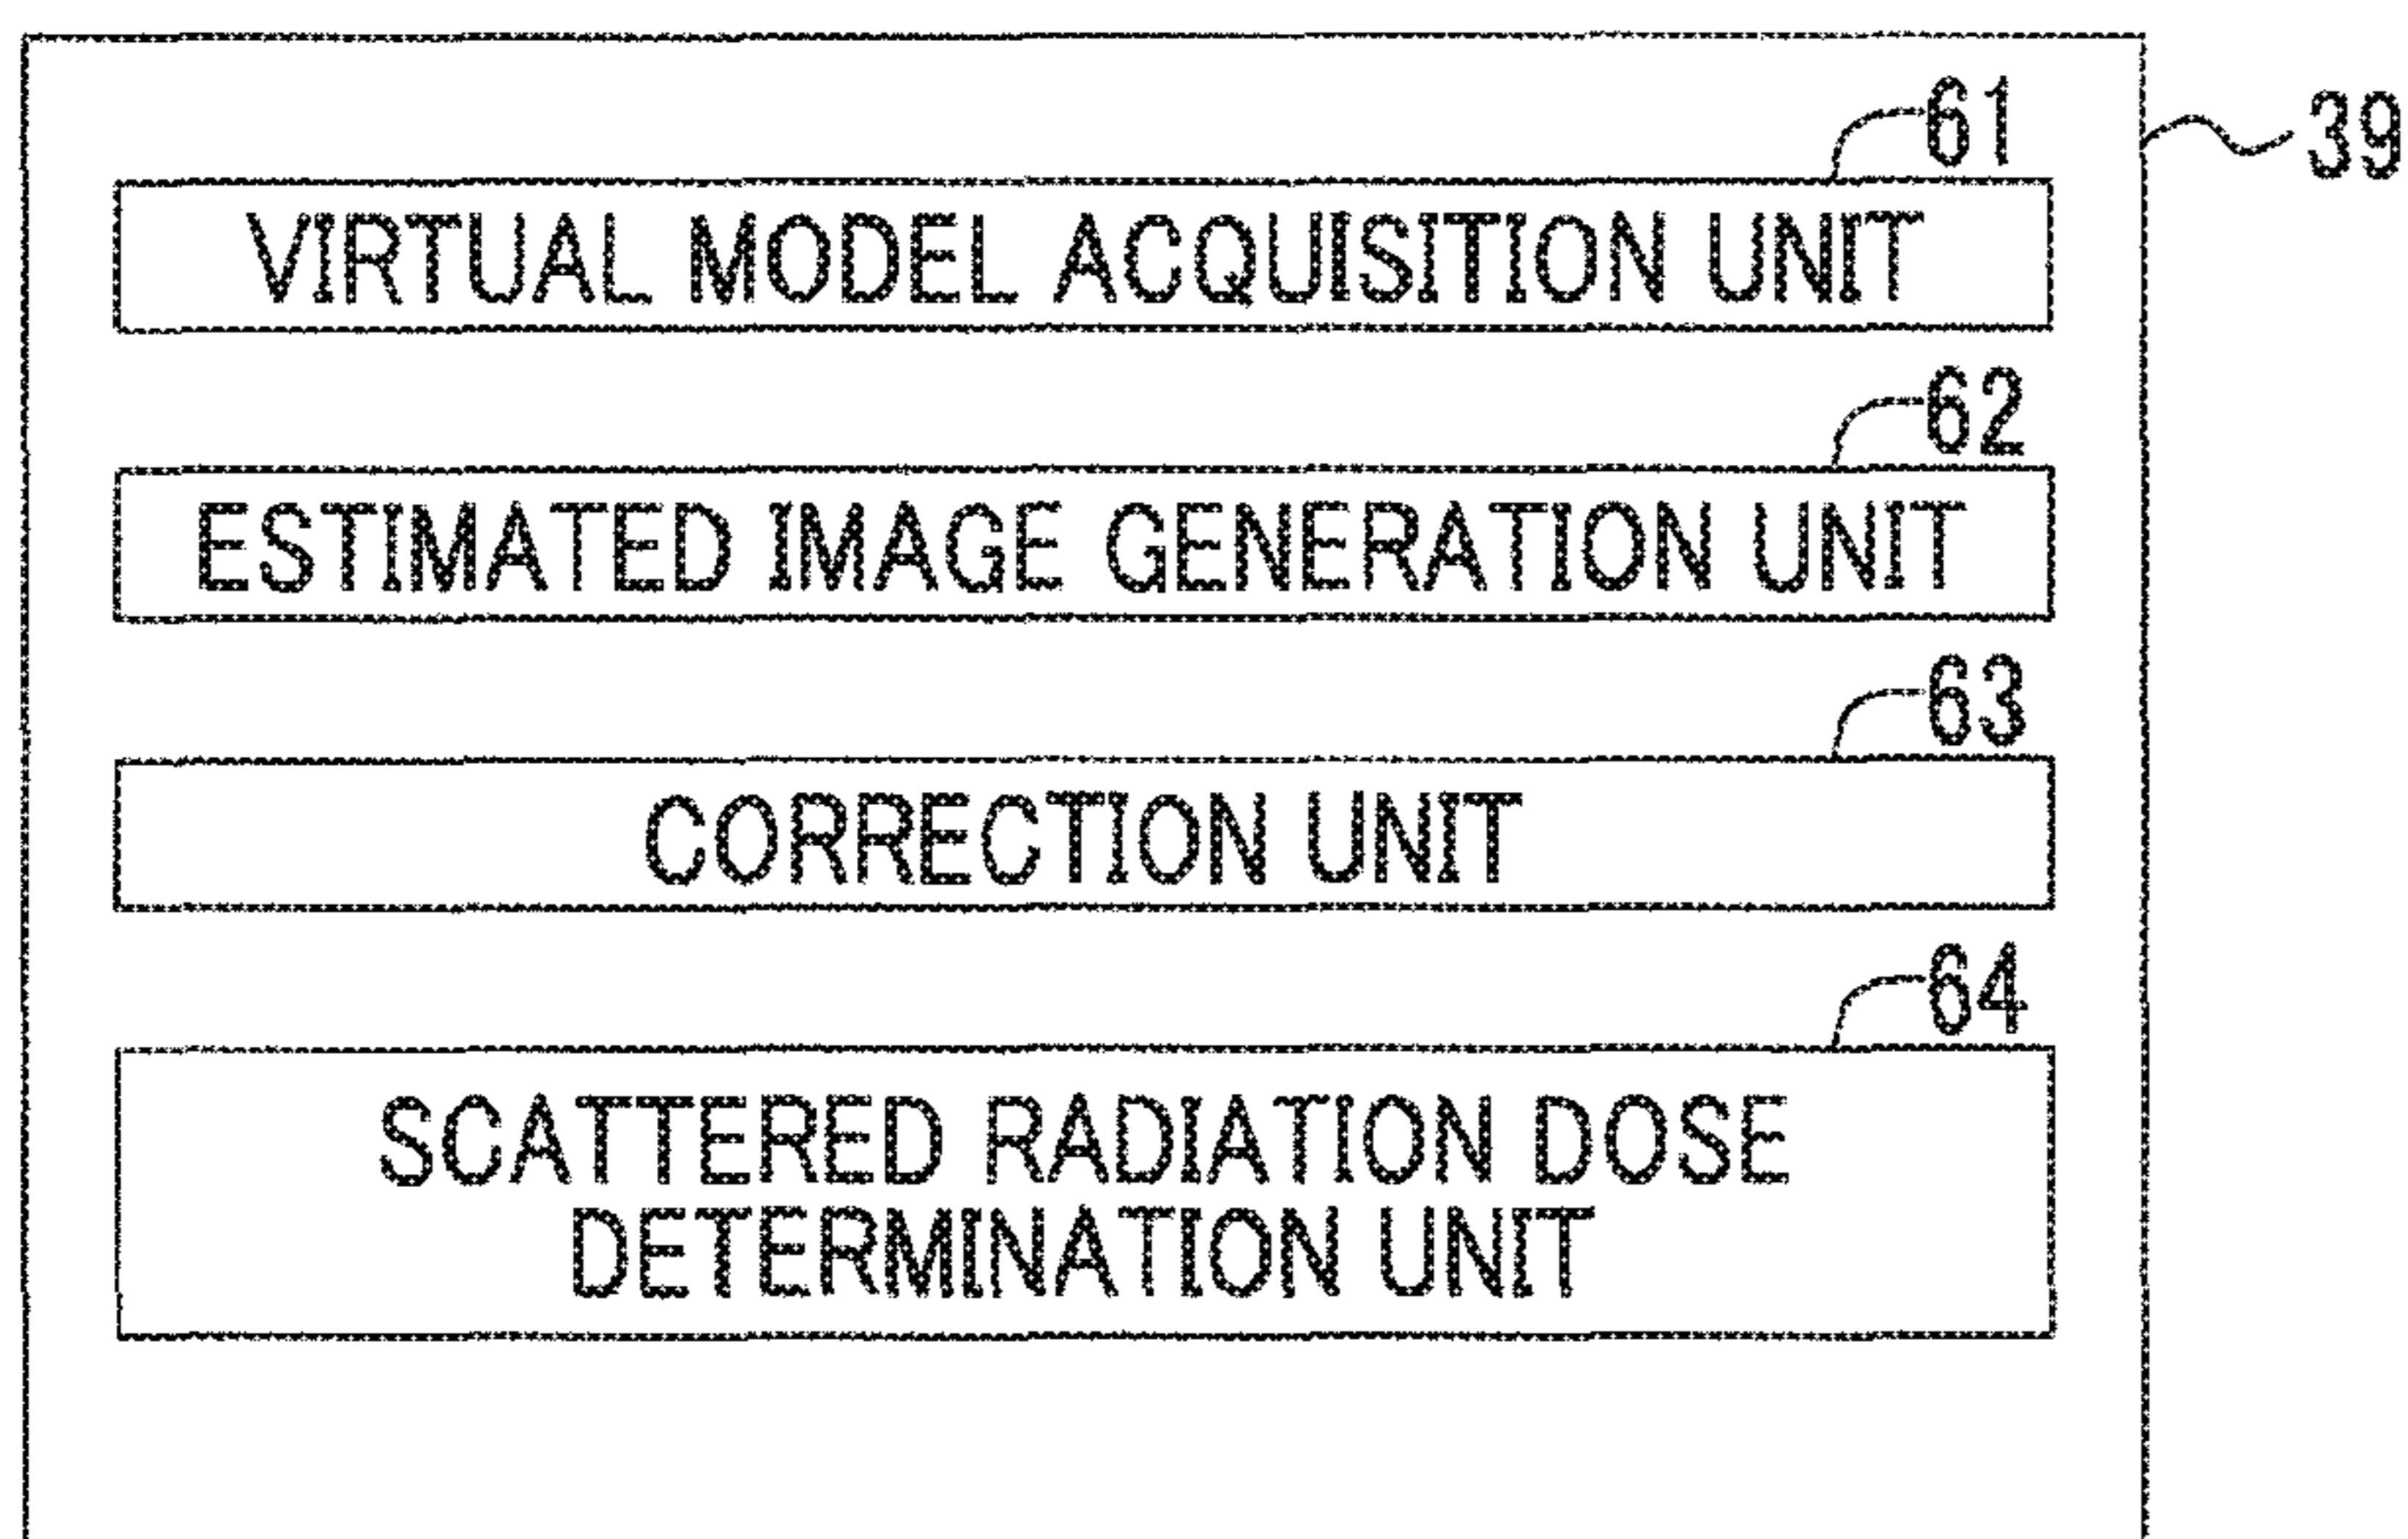 61
39
VIRTUAL MODEL ACQUISITION UNIT
62
ESTIMATED IMAGE GENERATION UNIT
63
CORRECTION UNIT
64
SCATTERED RADIATION DOSE
DETERMINATION UNIT